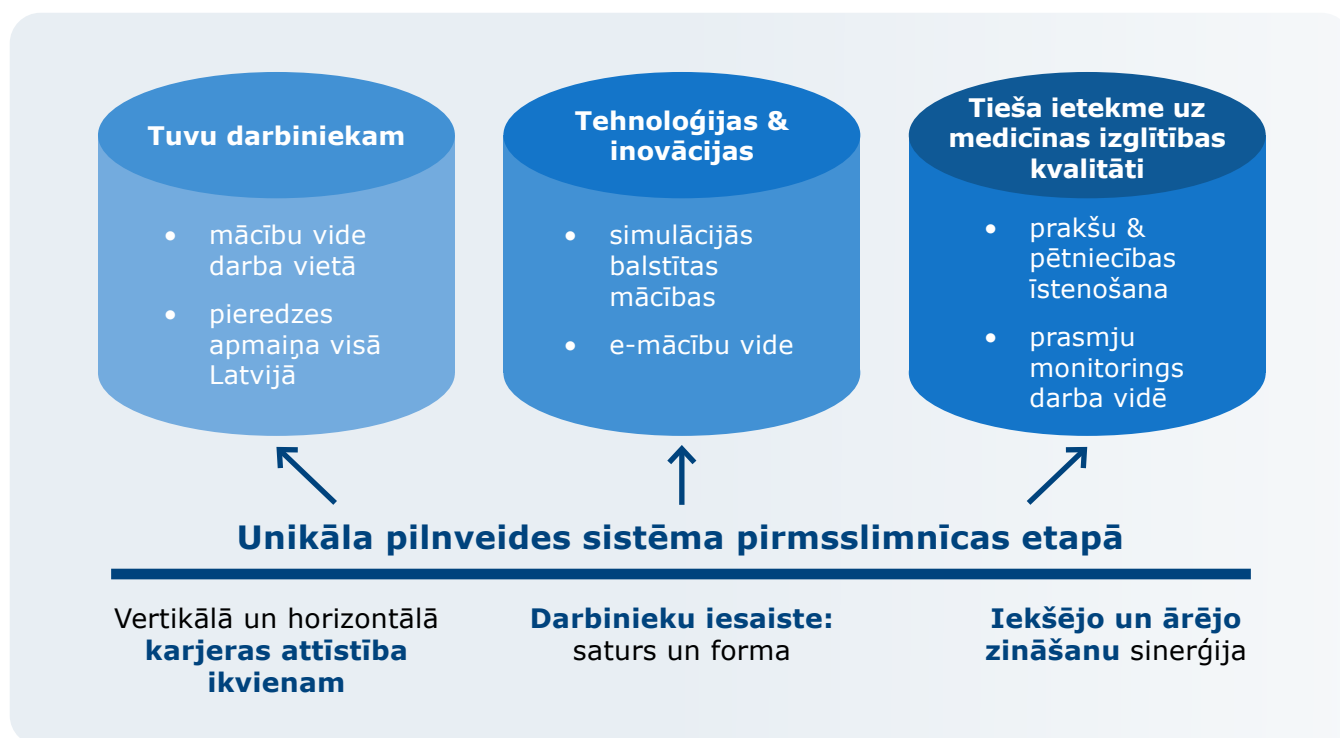 Tuvu darbiniekam
• mācību vide
darba vietā
• pieredzes
apmaiņa visā
Latvijā
Tehnoloģijas &
inovācijas
• simulācijās
balstītas
mācības
• e-mācību vide
Tieša ietekme uz
medicīnas izglītības
kvalitāti
• prakšu &
pētniecības
īstenošana
• prasmju
monitorings
darba vidē
Unikāla pilnveides sistēma pirmsslimnīcas etapā
Vertikālā un horizontālā
karjeras attīstība
ikvienam
Darbinieku iesaiste:
saturs un forma
Iekšējo un ārējo
zināšanu sinerģija